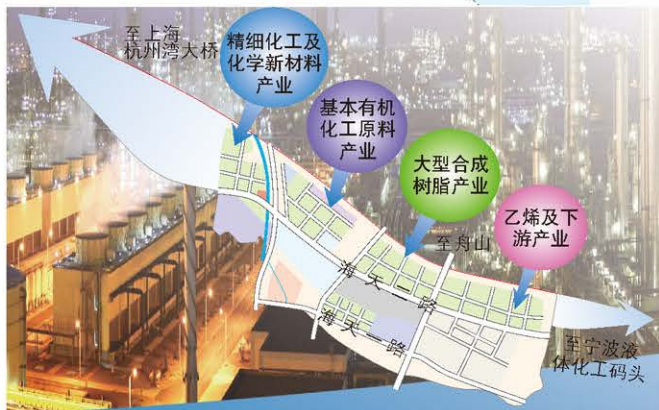 至上海
杭州湾大桥
精细化工及
化学新材料
产业
基本有机
化工原料
产业
大型合成
树脂产业
至舟山
乙烯及下
游产业
海天二路
海天一路
至宁波液
体化工码头